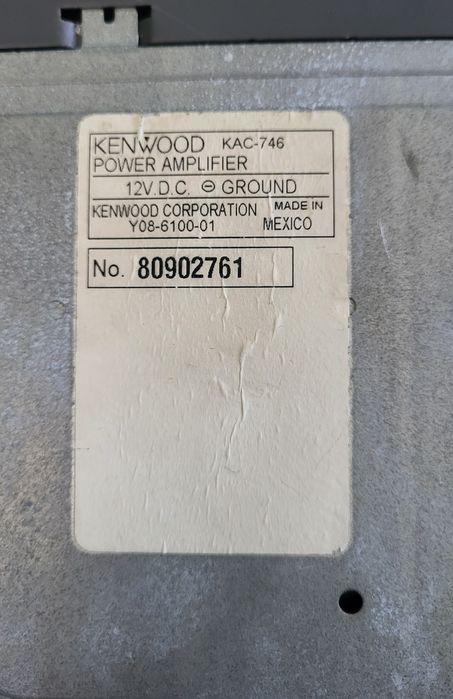 KENWOOD KAC-746
POWER AMPLIFIER
12V.D.C. ⊖ GROUND
KENWOOD CORPORATION MADE IN
Y08-6100-01 MEXICO
No. 80902761